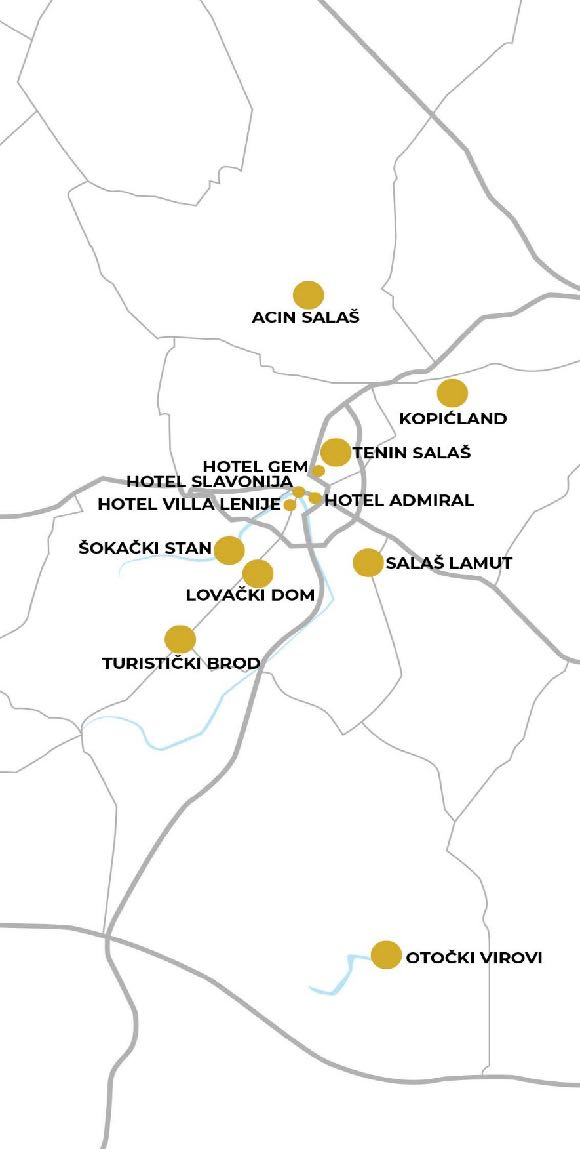 ACIN SALAŠ
KOPIĆLAND
TENIN SALAŠ
HOTEL GEM
HOTEL SLAVONIJA
HOTEL VILLA LENIJE
HOTEL ADMIRAL
ŠOKAČKI STAN
SALAŠ LAMUT
LOVAČKI DOM
TURISTIČKI BROD
OTOČKI VIROVI